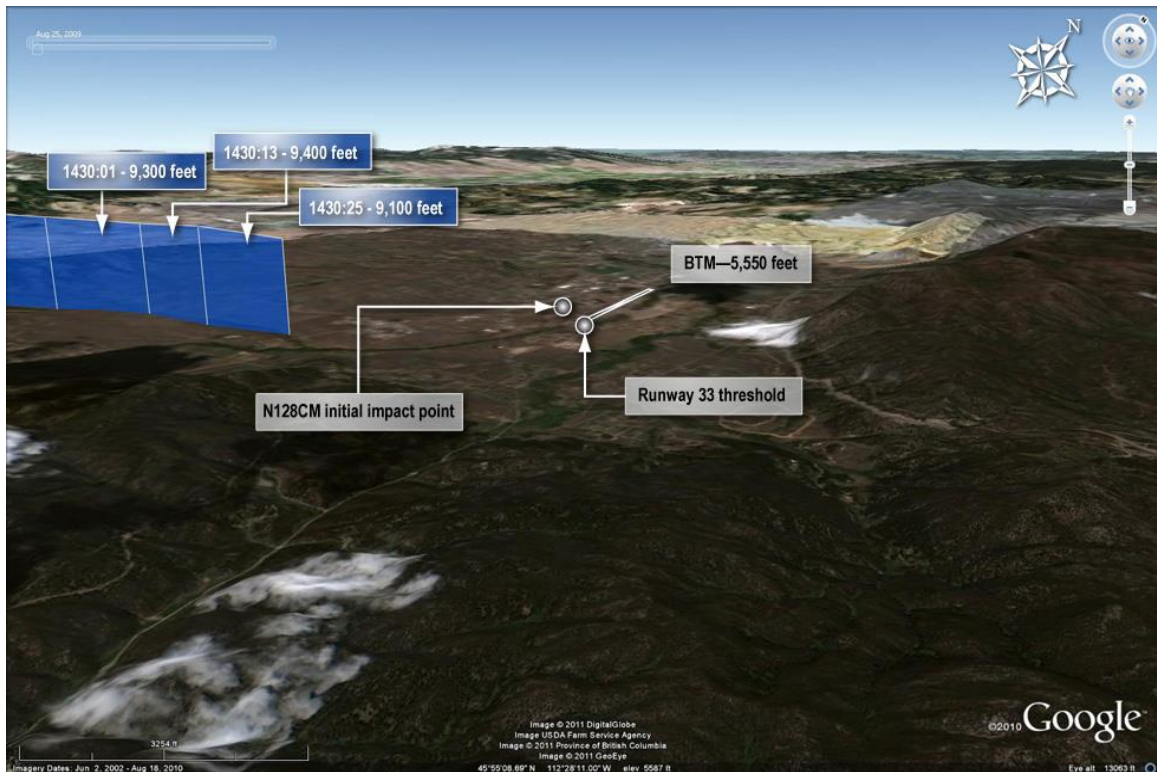 Aug 25, 2009
N
1430:13 - 9,400 feet
1430:01 - 9,300 feet
1430:25 - 9,100 feet
BTM—5,550 feet
N128CM initial impact point
Runway 33 threshold
3254 ft
Image © 2011 DigitalGlobe
Image USDA Farm Service Agency
Image © 2011 Province of British Columbia
Image © 2011 GeoEye
©2010 Google™
Imagery Dates: Jun 2, 2002 - Aug 18, 2010
45°55'08.69" N 112°28'11.00" W elev 5587 ft
Eye alt 13063 ft